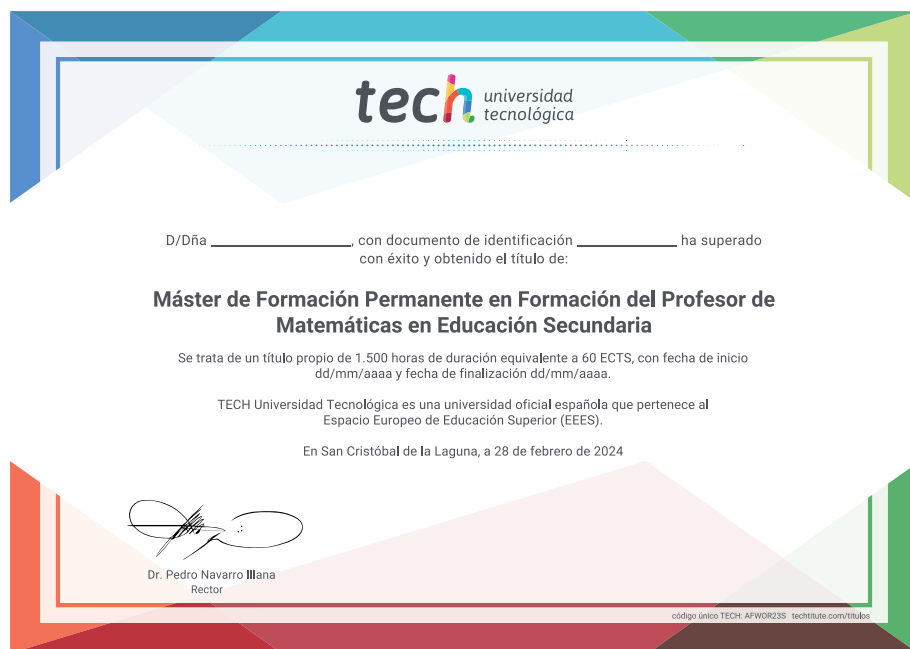 tech universidad
tecnológica
D/Dña ______________, con documento de identificación __________ ha superado
con éxito y obtenido el título de:
Máster de Formación Permanente en Formación del Profesor de
Matemáticas en Educación Secundaria
Se trata de un título propio de 1.500 horas de duración equivalente a 60 ECTS, con fecha de inicio
dd/mm/aaaa y fecha de finalización dd/mm/aaaa.
TECH Universidad Tecnológica es una universidad oficial española que pertenece al
Espacio Europeo de Educación Superior (EEES).
En San Cristóbal de la Laguna, a 28 de febrero de 2024
Dr. Pedro Navarro Illana
Rector
código único TECH: AFWOR23S techtitute.com/titulos